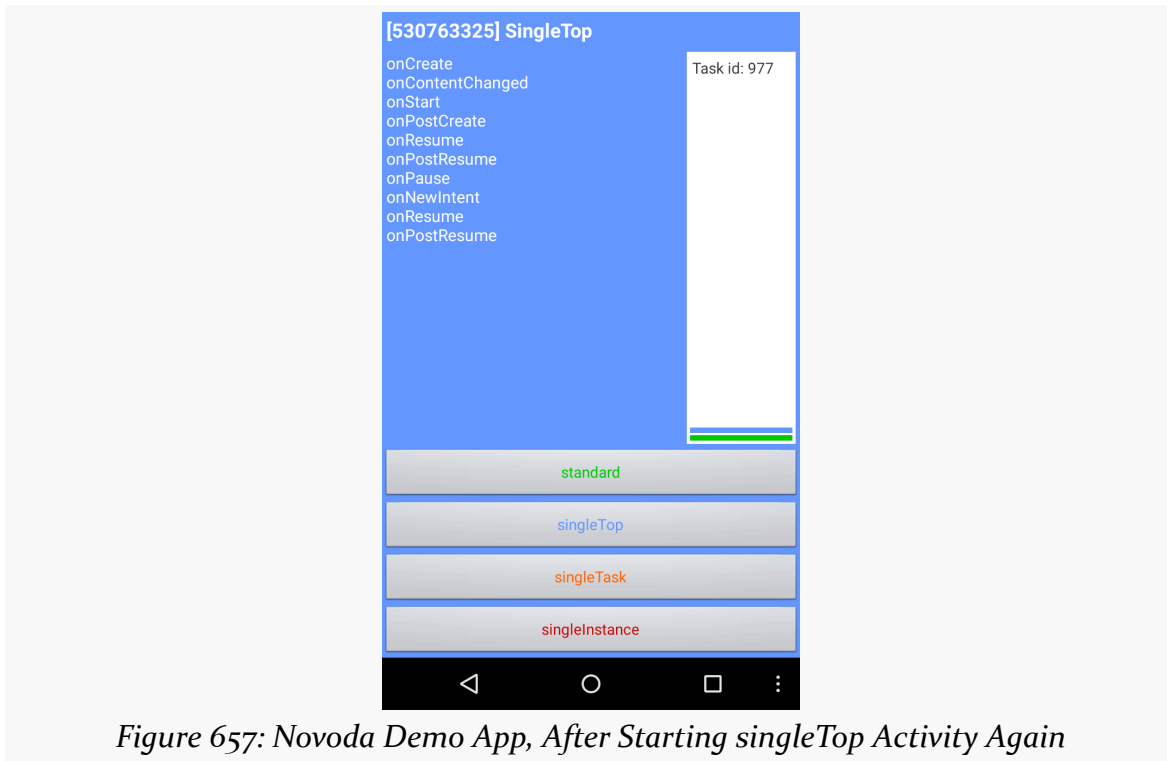 [530763325] SingleTop
onCreate
onContentChanged
onStart
onPostCreate
onResume
onPostResume
onPause
onNewIntent
onResume
onPostResume
Task id: 977
standard
singleTop
singleTask
singleInstance
Figure 657: Novoda Demo App, After Starting singleTop Activity Again